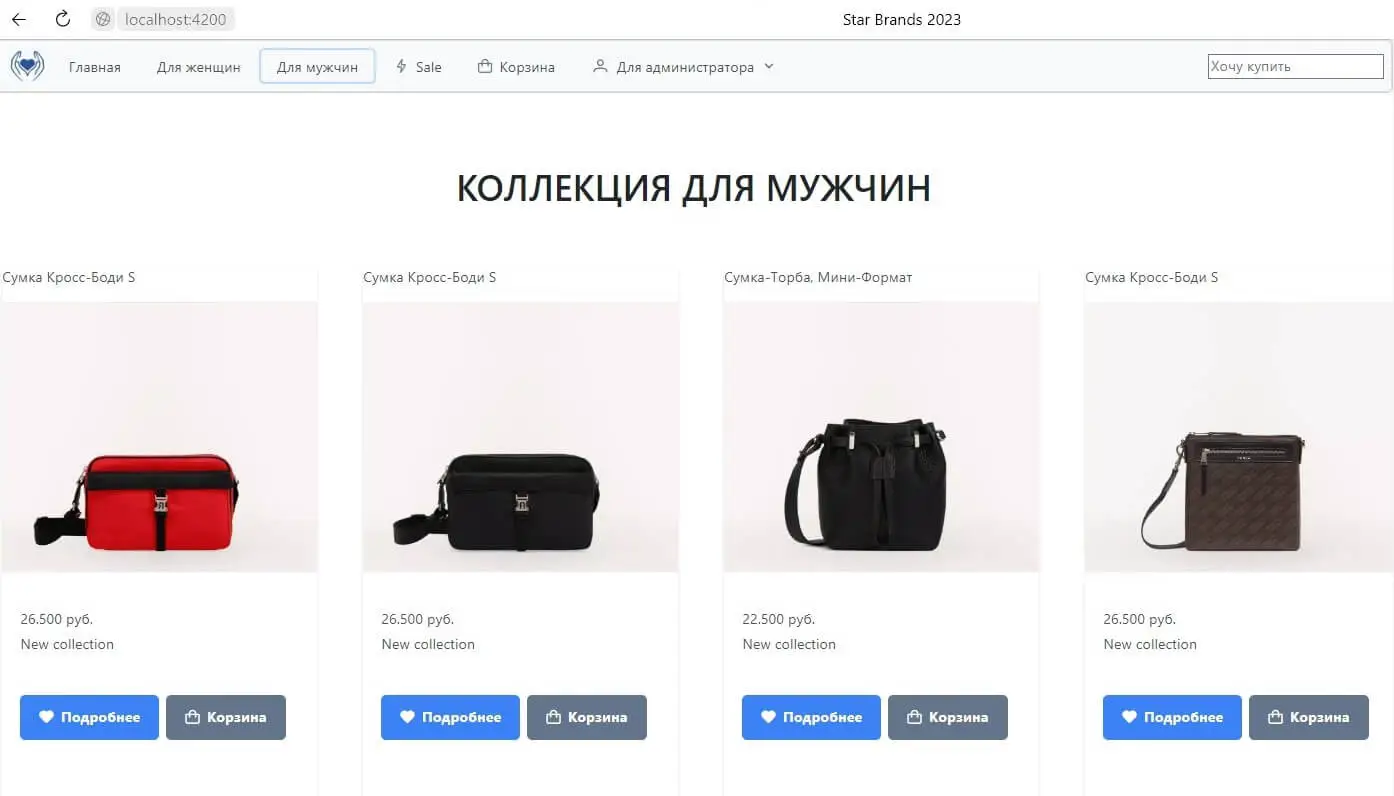 localhost:4200
Star Brands 2023
Главная
Для женщин
Для мужчин
Sale
Корзина
Для администратора
Хочу купить
КОЛЛЕКЦИЯ ДЛЯ МУЖЧИН
Сумка Кросс-Боди S
Сумка Кросс-Боди S
Сумка-Торба, Мини-Формат
Сумка Кросс-Боди S
26.500 руб.
New collection
Подробнее
Корзина
26.500 руб.
New collection
Подробнее
Корзина
22.500 руб.
New collection
Подробнее
Корзина
26.500 руб.
New collection
Подробнее
Корзина